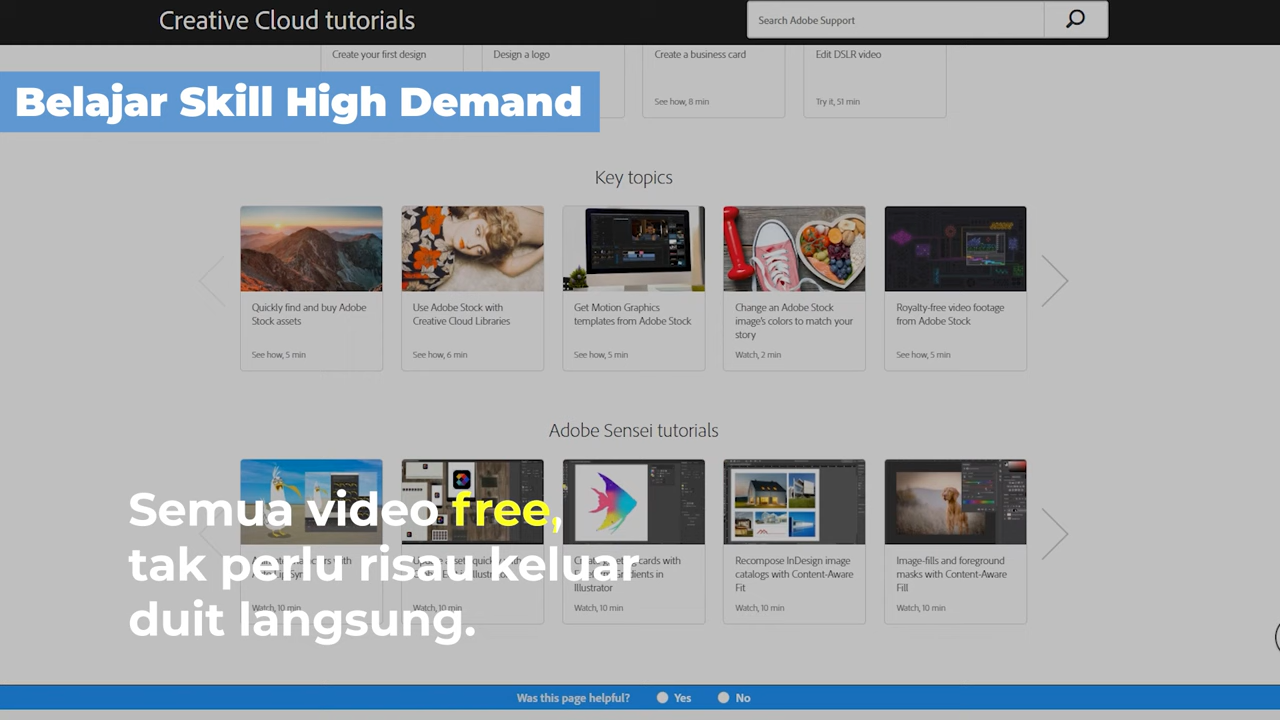 Creative Cloud tutorials
Search Adobe Support
Create your first design
Design a logo
Create a business card
Edit DSLR video
See how, 8 min
Try it, 51 min
Belajar Skill High Demand
Key topics
Quickly find and buy Adobe
Stock assets
See how, 5 min
Use Adobe Stock with
Creative Cloud Libraries
See how, 6 min
Get Motion Graphics
templates from Adobe Stock
See how, 5 min
Change an Adobe Stock
image's colors to match your
story
Watch, 2 min
Royalty-free video footage
from Adobe Stock
See how, 5 min
Adobe Sensei tutorials
Semua video free,
tak perlu risau keluar
duit langsung.
Illustrator
Watch, 10 min
Watch, 10 min
Watch, 10 min
Recompose InDesign image
catalogs with Content-Aware
Fit
Watch, 10 min
Image-fills and foreground
masks with Content-Aware
Fill
Watch, 10 min
Was this page helpful?
Yes
No